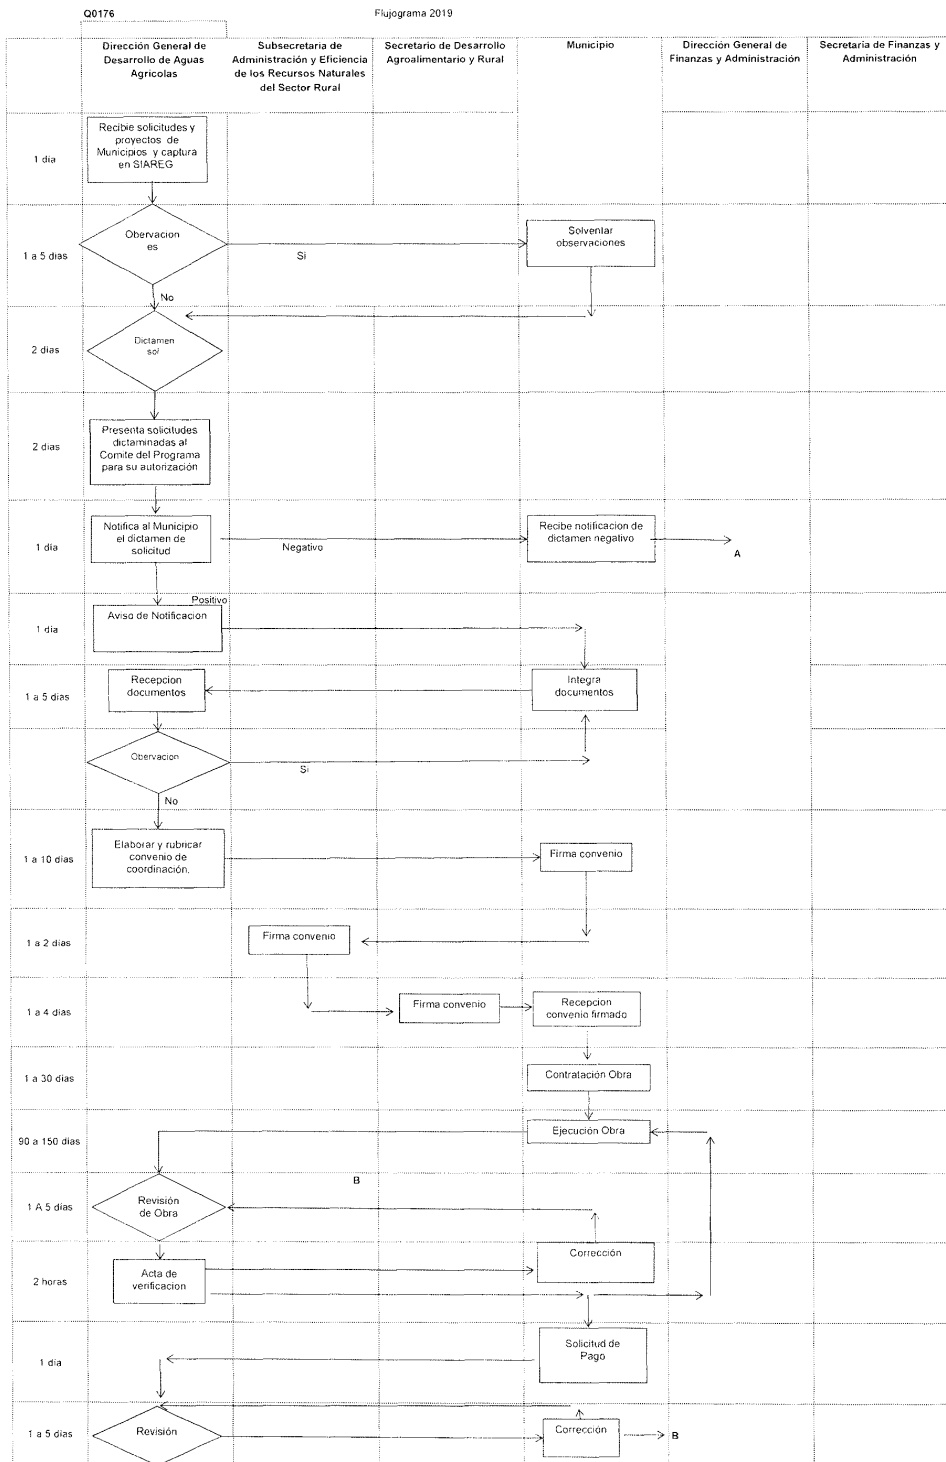 Q0176
Flujograma 2019
Dirección General de
Desarrollo de Aguas
Agricolas
Subsecretaria de
Administración y Eficiencia
de los Recursos Naturales
del Sector Rural
Secretario de Desarrollo
Agroalimentario y Rural
Municipio
Dirección General de
Finanzas y Administración
Secretaria de Finanzas y
Administración
1 dia
Recibie solicitudes y
proyectos de
Municipios y captura
en SIAREG
1 a 5 dias
Obervacion
es
Si
Solventar
observaciones
No
2 dias
Dictamen
sol
2 dias
Presenta solicitudes
dictaminadas al
Comite del Programa
para su autorización
1 dia
Notifica al Municipio
el dictamen de
solicitud
Negativo
Recibe notificacion de
dictamen negativo
A
Positivo
1 dia
Aviso de Notificacion
1 a 5 dias
Recepcion
documentos
Integra
documentos
Obervacion
Si
No
1 a 10 dias
Elaborar y rubricar
convenio de
coordinación.
Firma convenio
1 a 2 dias
Firma convenio
1 a 4 dias
Firma convenio
Recepcion
convenio firmado
1 a 30 dias
Contratación Obra
90 a 150 dias
Ejecución Obra
B
1 A 5 dias
Revisión
de Obra
2 horas
Acta de
verificacion
Corrección
1 dia
Solicitud de
Pago
1 a 5 dias
Revisión
Corrección
B